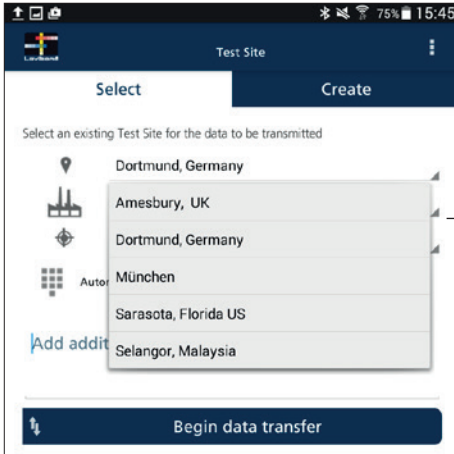 75% 15:45
Lovibond
Test Site
Select Create
Select an existing Test Site for the data to be transmitted
Dortmund, Germany
Amesbury, UK
Dortmund, Germany
München
Autor
Sarasota, Florida US
Add addit
Selangor, Malaysia
Begin data transfer